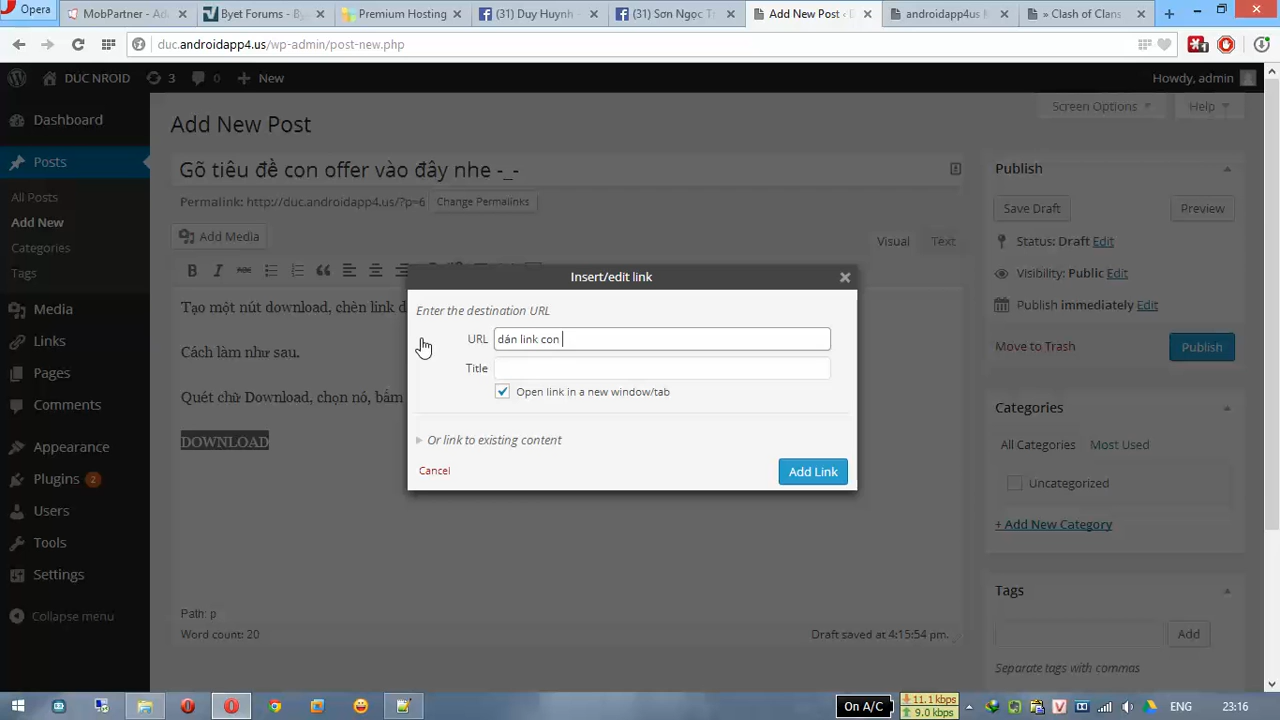 Opera
MobPartner - Ad
Byet Forums -
Premium Hosting
(31) Duy Huynh -
(31) Sơn Ngọc T
Add New Post ‹
androidapp4us
» Clash of Clans
duc.androidapp4.us/wp-admin/post-new.php
DUC NROID
3
0
New
Howdy, admin
Dashboard
Posts
All Posts
Add New
Categories
Tags
Media
Links
Pages
Comments
Appearance
Plugins 2
Users
Tools
Settings
Collapse menu
Screen Options
Help
Add New Post
Gõ tiêu đề con offer vào đây nhe -_-
Permalink: http://duc.androidapp4.us/?p=6
Change Permalinks
Add Media
Visual
Text
B I ABC
Tạo một nút download, chèn link
Cách làm như sau.
Quét chữ Download, chọn nó, bấm
DOWNLOAD
Path: p
Word count: 20
Draft saved at 4:15:54 pm.
Insert/edit link
Enter the destination URL
URL
dán link con
Title
Open link in a new window/tab
Or link to existing content
Cancel
Add Link
Publish
Save Draft
Preview
Status: Draft Edit
Visibility: Public Edit
Publish immediately Edit
Move to Trash
Publish
Categories
All Categories
Most Used
Uncategorized
+ Add New Category
Tags
Add
Separate tags with commas
On A/C
11.1 kbps
9.0 kbps
ENG
23:16